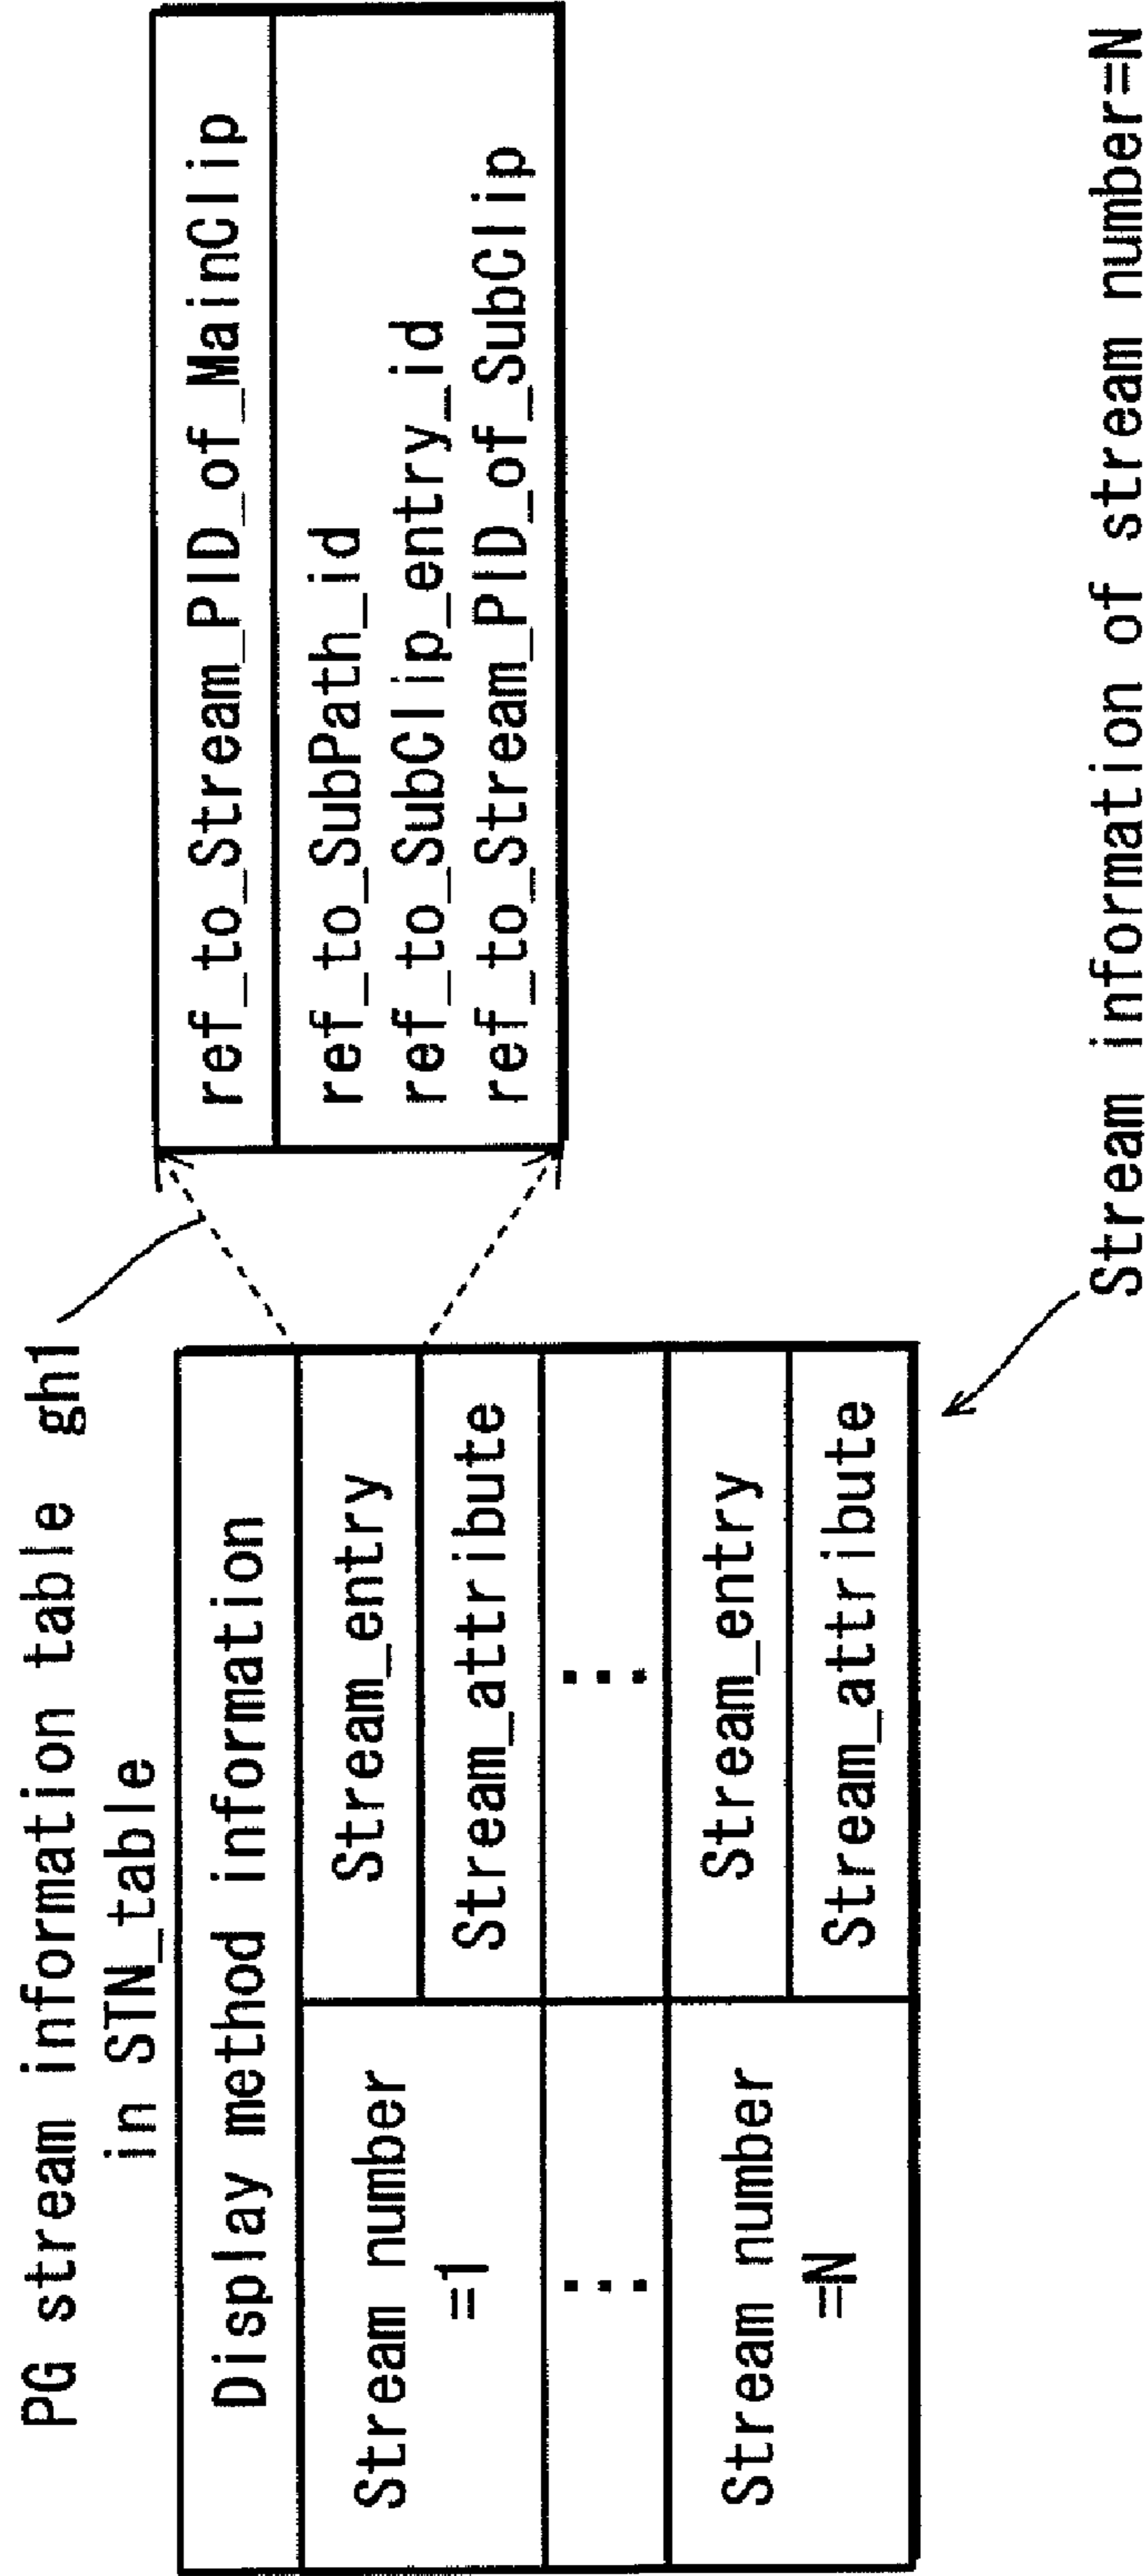 PG stream information table
in STN_table
gh1
Display method information
Stream number
=1
Stream_entry
Stream_attribute
...
...
Stream number
=N
Stream_entry
Stream_attribute
ref_to_Stream_PID_of_MainClip
ref_to_SubPath_id
ref_to_SubClip_entry_id
ref_to_Stream_PID_of_SubClip
Stream information of stream number=N